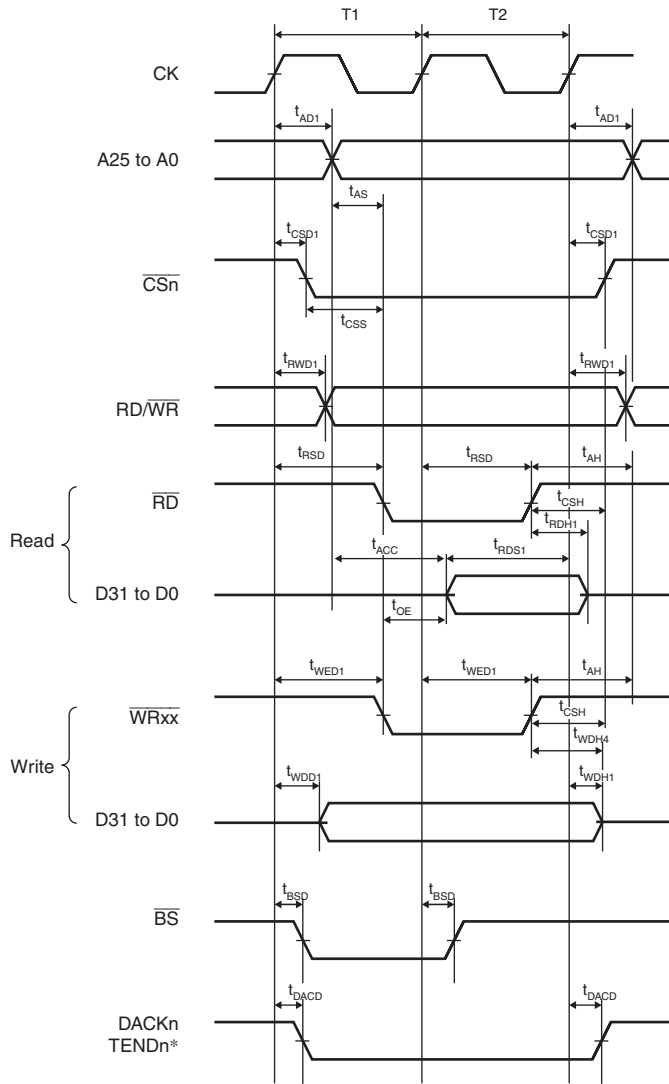 T1 T2
CK
tAD1 tAD1
A25 to A0
tAS
tCSD1 tCSD1
CSn
tCSS
tRWD1 tRWD1
RD/WR
tRSD tRSD tAH
RD
tCSH
tRDH1
Read
tACC tRDS1
D31 to D0
tOE
tWED1 tWED1 tAH
WRxx
tCSH
tWDH4
Write
tWDD1 tWDH1
D31 to D0
tBSD tBSD
BS
tDACD tDACD
DACKn
TENDn*